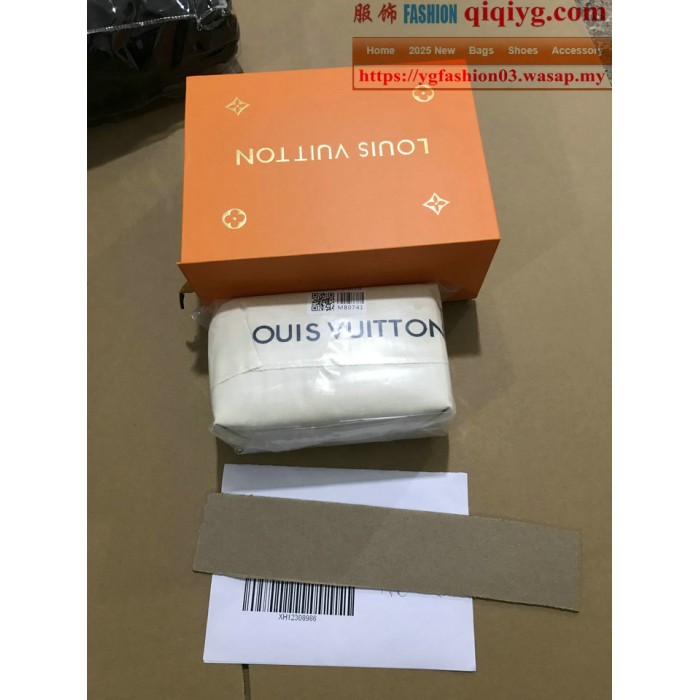 服饰 FASHION qiqiyg.com
Home 2025 New Bags Shoes Accessory
https://ygfashion03.wasap.my
LOUIS VUITTON
M80741
OUIS VUITTON
XH12308986